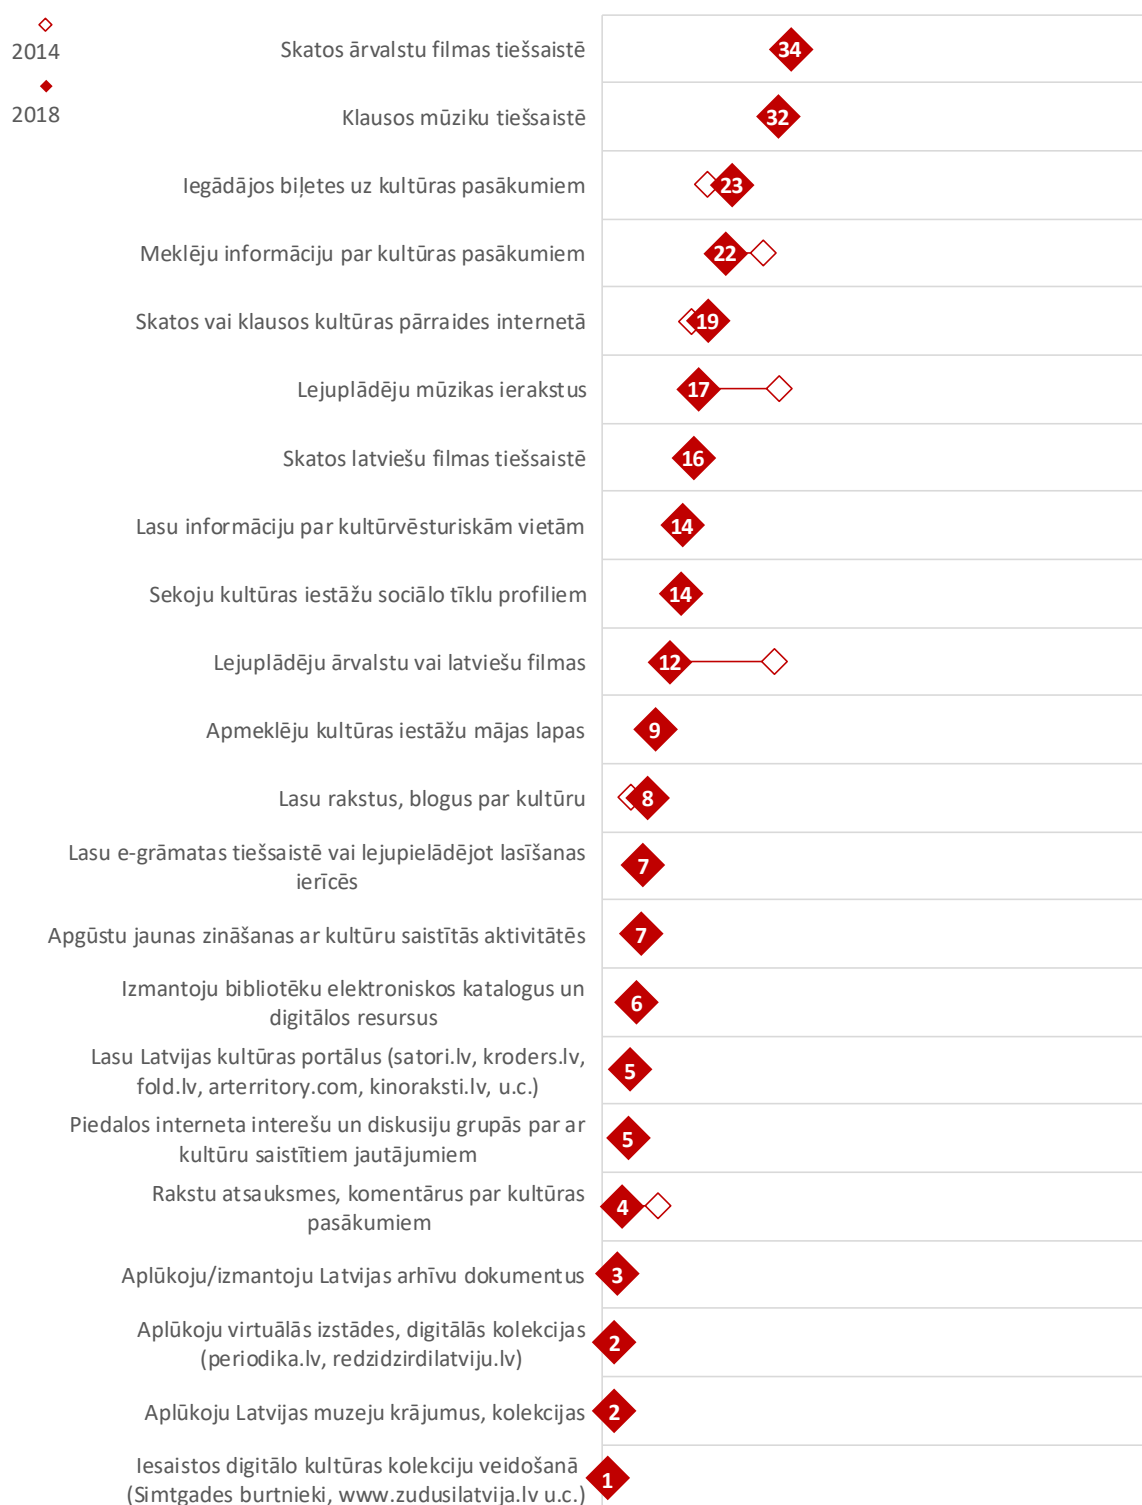 2014
2018
Skatos ārvalstu filmas tiešsaistē
34
Klausos mūziku tiešsaistē
32
Iegādājos biļetes uz kultūras pasākumiem
23
Meklēju informāciju par kultūras pasākumiem
22
Skatos vai klausos kultūras pārraides internetā
19
Lejuplādēju mūzikas ierakstus
17
Skatos latviešu filmas tiešsaistē
16
Lasu informāciju par kultūrvēsturiskām vietām
14
Sekoju kultūras iestāžu sociālo tīklu profiliem
14
Lejuplādēju ārvalstu vai latviešu filmas
12
Apmeklēju kultūras iestāžu mājas lapas
9
Lasu rakstus, blogus par kultūru
8
Lasu e-grāmatas tiešsaistē vai lejupielādējot lasīšanas
ierīcēs
7
Apgūstu jaunas zināšanas ar kultūru saistītās aktivitātēs
7
Izmantoju bibliotēku elektroniskos katalogus un
digitālos resursus
6
Lasu Latvijas kultūras portālus (satori.lv, kroders.lv,
fold.lv, arterritory.com, kinoraksti.lv, u.c.)
5
Piedalos interneta interešu un diskusiju grupās par ar
kultūru saistītiem jautājumiem
5
Rakstu atsauksmes, komentārus par kultūras
pasākumiem
4
Aplūkoju/izmantoju Latvijas arhīvu dokumentus
3
Aplūkoju virtuālās izstādes, digitālās kolekcijas
(periodika.lv, redzidzirdilatviju.lv)
2
Aplūkoju Latvijas muzeju krājumus, kolekcijas
2
Iesaistos digitālo kultūras kolekciju veidošanā
(Simtgades burtnieki, www.zudusilatvija.lv u.c.)
1